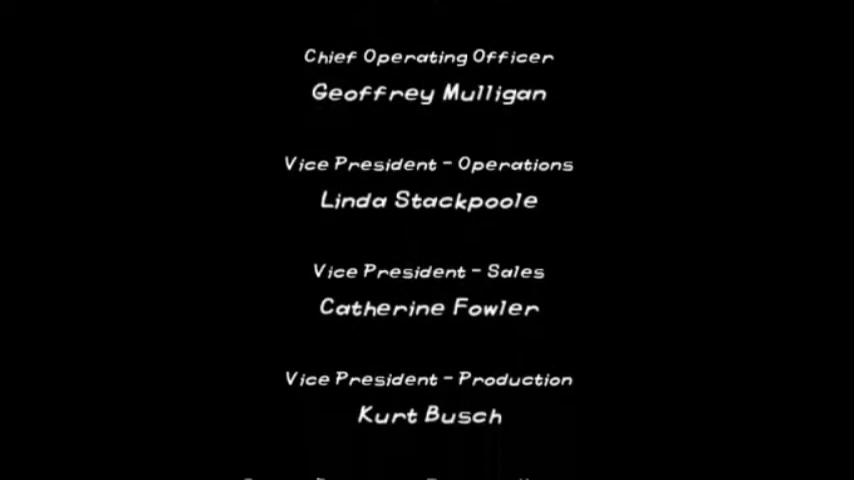 Chief Operating Officer
Geoffrey Mulligan
Vice President - Operations
Linda Stackpoole
Vice President - Sales
Catherine Fowler
Vice President - Production
Kurt Busch